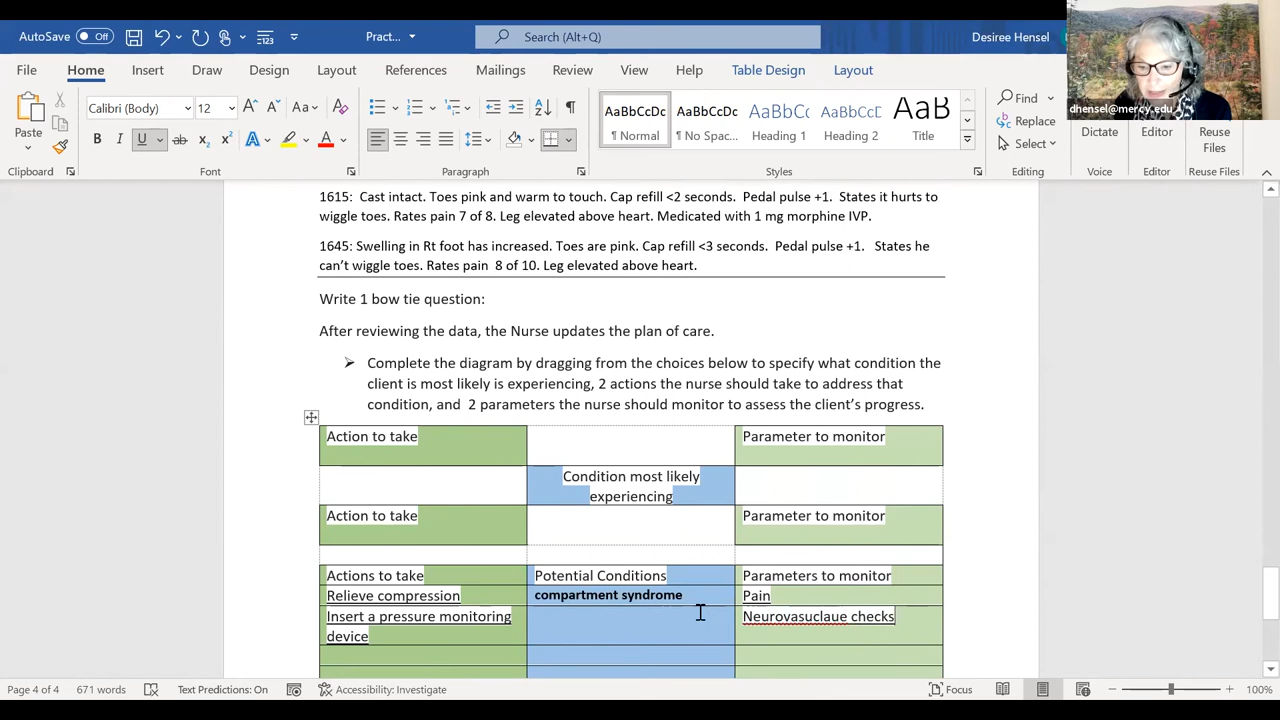 AutoSave Off Pract... Search (Alt+Q) Desiree Hensel
File Home Insert Draw Design Layout References Mailings Review View Help Table Design Layout
dhensel@mercy.edu
Calibri (Body) 12 Aa
Paste
B I U ab x₂ x² A A
AaBbCcDc AaBbCcDc AaBbCc AaBbCcD AaB
¶ Normal ¶ No Spac... Heading 1 Heading 2 Title
Find
Replace
Select
Dictate Editor Reuse Files
Clipboard Font Paragraph Styles Editing Voice Editor Reuse Files
1615: Cast intact. Toes pink and warm to touch. Cap refill <2 seconds. Pedal pulse +1. States it hurts to
wiggle toes. Rates pain 7 of 8. Leg elevated above heart. Medicated with 1 mg morphine IVP.
1645: Swelling in Rt foot has increased. Toes are pink. Cap refill <3 seconds. Pedal pulse +1. States he
can't wiggle toes. Rates pain 8 of 10. Leg elevated above heart.
Write 1 bow tie question:
After reviewing the data, the Nurse updates the plan of care.
➢ Complete the diagram by dragging from the choices below to specify what condition the
client is most likely is experiencing, 2 actions the nurse should take to address that
condition, and 2 parameters the nurse should monitor to assess the client's progress.
Action to take Parameter to monitor
Condition most likely
experiencing
Action to take Parameter to monitor
Actions to take Potential Conditions Parameters to monitor
Relieve compression compartment syndrome Pain
Insert a pressure monitoring Neurovasuclaue checks
device
Page 4 of 4 671 words Text Predictions: On Accessibility: Investigate Focus 100%